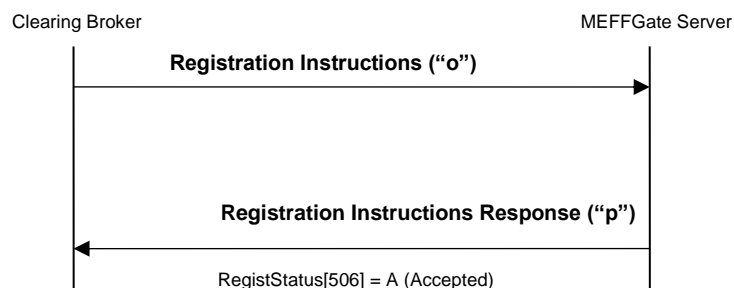 Clearing Broker
MEFFGate Server
Registration Instructions (“o”)
Registration Instructions Response (“p”)
RegistStatus[506] = A (Accepted)